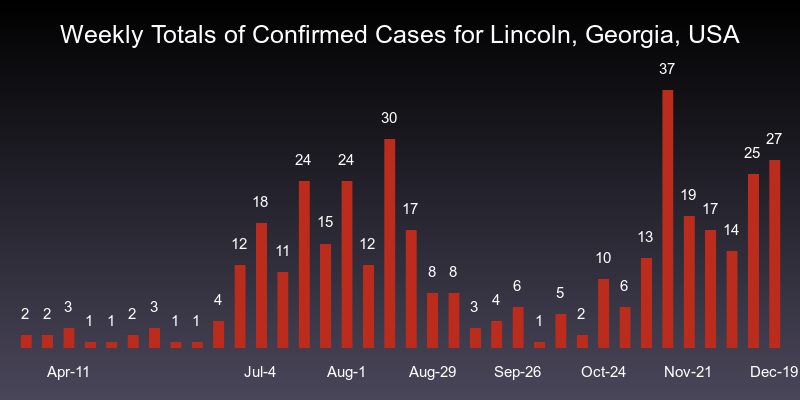 Weekly Totals of Confirmed Cases for Lincoln, Georgia, USA
2 2 3 1 1 2 3 1 1 4 12 18 11 24 15 24 12 30 17 8 8 3 4 6 1 5 2 10 6 13 37 19 17 14 25 27
Apr-11 Jul-4 Aug-1 Aug-29 Sep-26 Oct-24 Nov-21 Dec-19